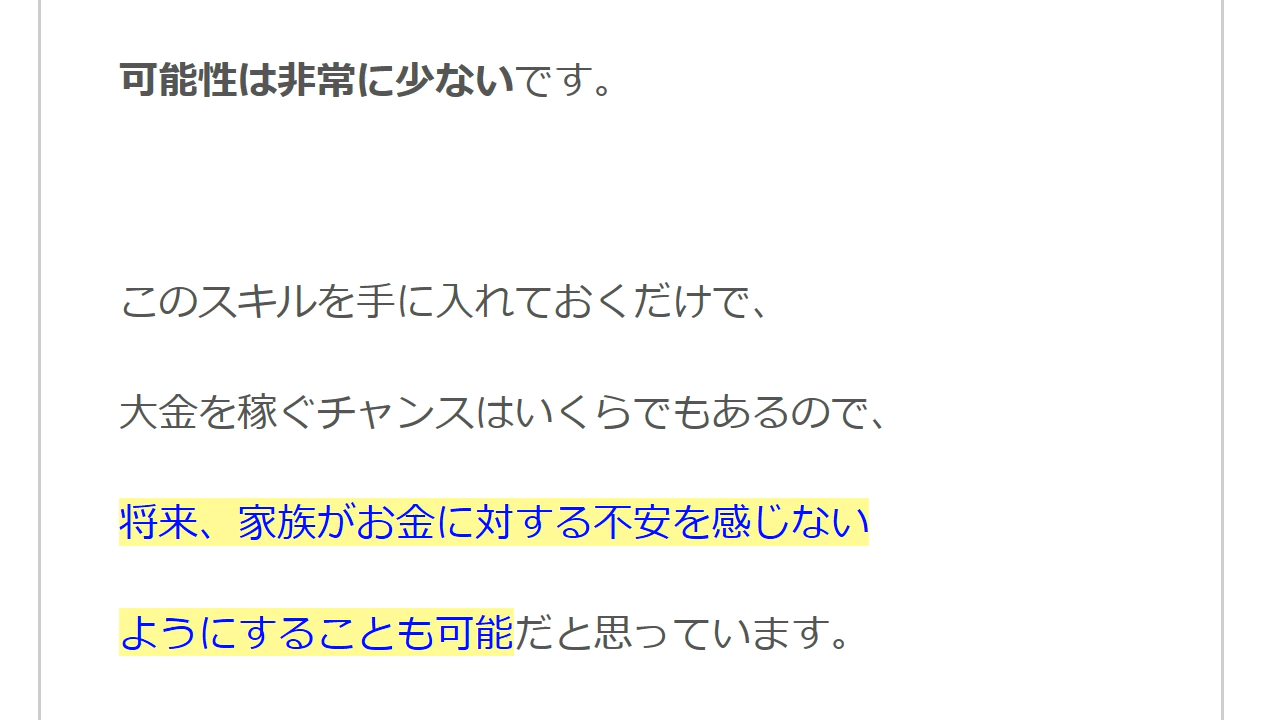 可能性は非常に少ないです。
このスキルを手に入れておくだけで、
大金を稼ぐチャンスはいくらでもあるので、
将来、家族がお金に対する不安を感じない
ようにすることも可能だと思っています。